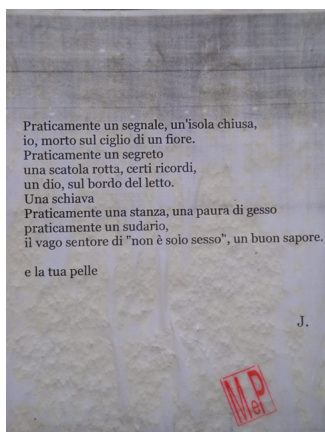 Praticamente un segnale, un'isola chiusa,
io, morto sul ciglio di un fiore.
Praticamente un segreto
una scatola rotta, certi ricordi,
un dio, sul bordo del letto.
Una schiava
Praticamente una stanza, una paura di gesso
praticamente un sudario,
il vago sentore di "non è solo sesso", un buon sapore.
e la tua pelle
J.
MeP